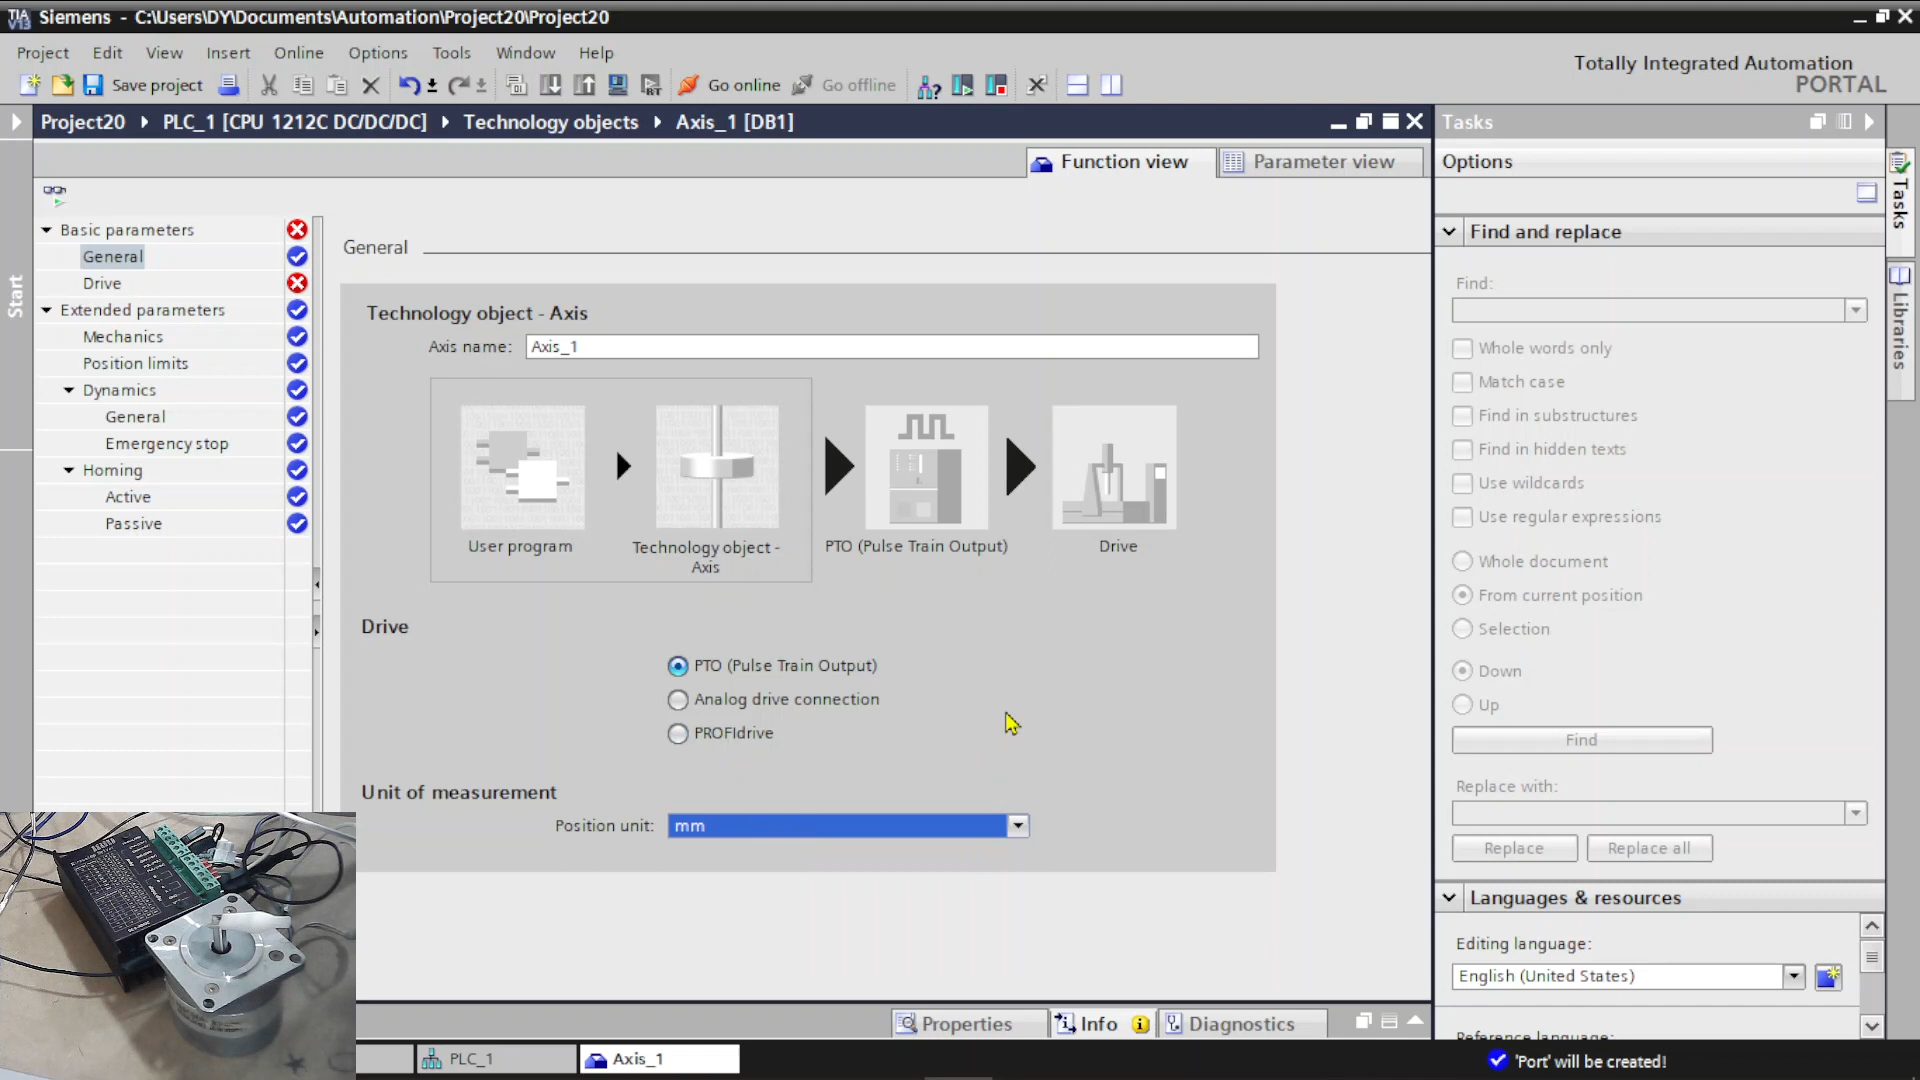 TIA
V13
Siemens - C:\Users\DY\Documents\Automation\Project20\Project20
Project Edit View Insert Online Options Tools Window Help
Totally Integrated Automation
PORTAL
Save project
Go online
Go offline
Project20 PLC_1 [CPU 1212C DC/DC/DC] Technology objects Axis_1 [DB1]
Tasks
Function view
Parameter view
Options
Start
Tasks
Libraries
Basic parameters
General
Drive
Extended parameters
Mechanics
Position limits
Dynamics
General
Emergency stop
Homing
Active
Passive
General
Technology object - Axis
Axis name: Axis_1
User program
Technology object -
Axis
PTO (Pulse Train Output)
Drive
Drive
PTO (Pulse Train Output)
Analog drive connection
PROFIdrive
Unit of measurement
Position unit: mm
Find and replace
Find:
Whole words only
Match case
Find in substructures
Find in hidden texts
Use wildcards
Use regular expressions
Whole document
From current position
Selection
Down
Up
Find
Replace with:
Replace
Replace all
Languages & resources
Editing language:
English (United States)
Reference language:
Properties
Info
Diagnostics
PLC_1
Axis_1
'Port' will be created!